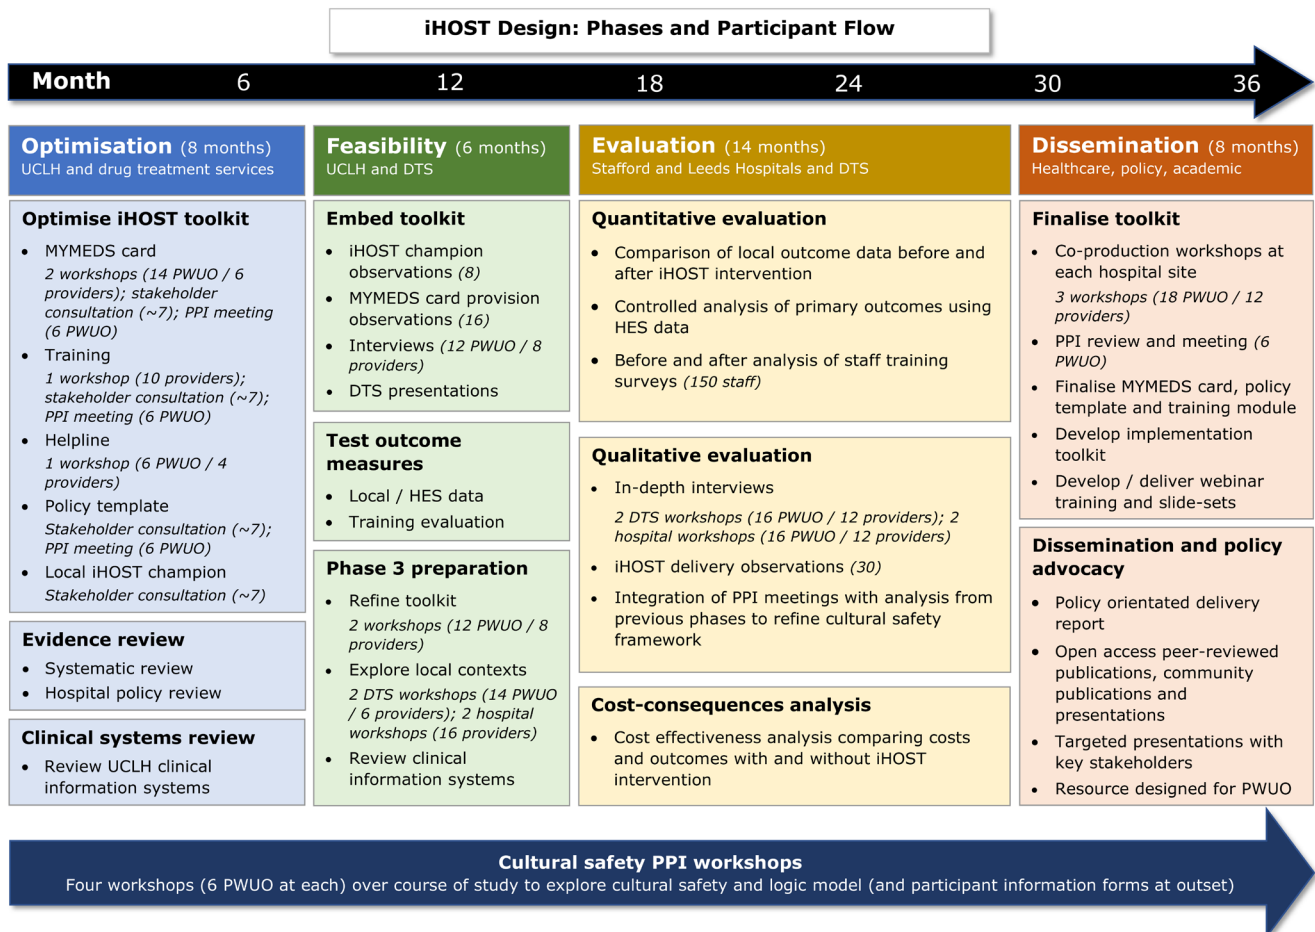 iHOST Design: Phases and Participant Flow
Month 6 12 18 24 30 36
Optimisation (8 months)
UCLH and drug treatment services
Optimise iHOST toolkit
• MYMEDS card
2 workshops (14 PWUO / 6
providers); stakeholder
consultation (~7); PPI meeting
(6 PWUO)
• Training
1 workshop (10 providers);
stakeholder consultation (~7);
PPI meeting (6 PWUO)
• Helpline
1 workshop (6 PWUO / 4
providers)
• Policy template
Stakeholder consultation (~7);
PPI meeting (6 PWUO)
• Local iHOST champion
Stakeholder consultation (~7)
Evidence review
• Systematic review
• Hospital policy review
Clinical systems review
• Review UCLH clinical
information systems
Feasibility (6 months)
UCLH and DTS
Embed toolkit
• iHOST champion
observations (8)
• MYMEDS card provision
observations (16)
• Interviews (12 PWUO / 8
providers)
• DTS presentations
Test outcome
measures
• Local / HES data
• Training evaluation
Phase 3 preparation
• Refine toolkit
2 workshops (12 PWUO / 8
providers)
• Explore local contexts
2 DTS workshops (14 PWUO
/ 6 providers); 2 hospital
workshops (16 providers)
• Review clinical
information systems
Evaluation (14 months)
Stafford and Leeds Hospitals and DTS
Quantitative evaluation
• Comparison of local outcome data before and
after iHOST intervention
• Controlled analysis of primary outcomes using
HES data
• Before and after analysis of staff training
surveys (150 staff)
Qualitative evaluation
• In-depth interviews
2 DTS workshops (16 PWUO / 12 providers); 2
hospital workshops (16 PWUO / 12 providers)
• iHOST delivery observations (30)
• Integration of PPI meetings with analysis from
previous phases to refine cultural safety
framework
Cost-consequences analysis
• Cost effectiveness analysis comparing costs
and outcomes with and without iHOST
intervention
Dissemination (8 months)
Healthcare, policy, academic
Finalise toolkit
• Co-production workshops at
each hospital site
3 workshops (18 PWUO / 12
providers)
• PPI review and meeting (6
PWUO)
• Finalise MYMEDS card, policy
template and training module
• Develop implementation
toolkit
• Develop / deliver webinar
training and slide-sets
Dissemination and policy
advocacy
• Policy orientated delivery
report
• Open access peer-reviewed
publications, community
publications and
presentations
• Targeted presentations with
key stakeholders
• Resource designed for PWUO
Cultural safety PPI workshops
Four workshops (6 PWUO at each) over course of study to explore cultural safety and logic model (and participant information forms at outset)